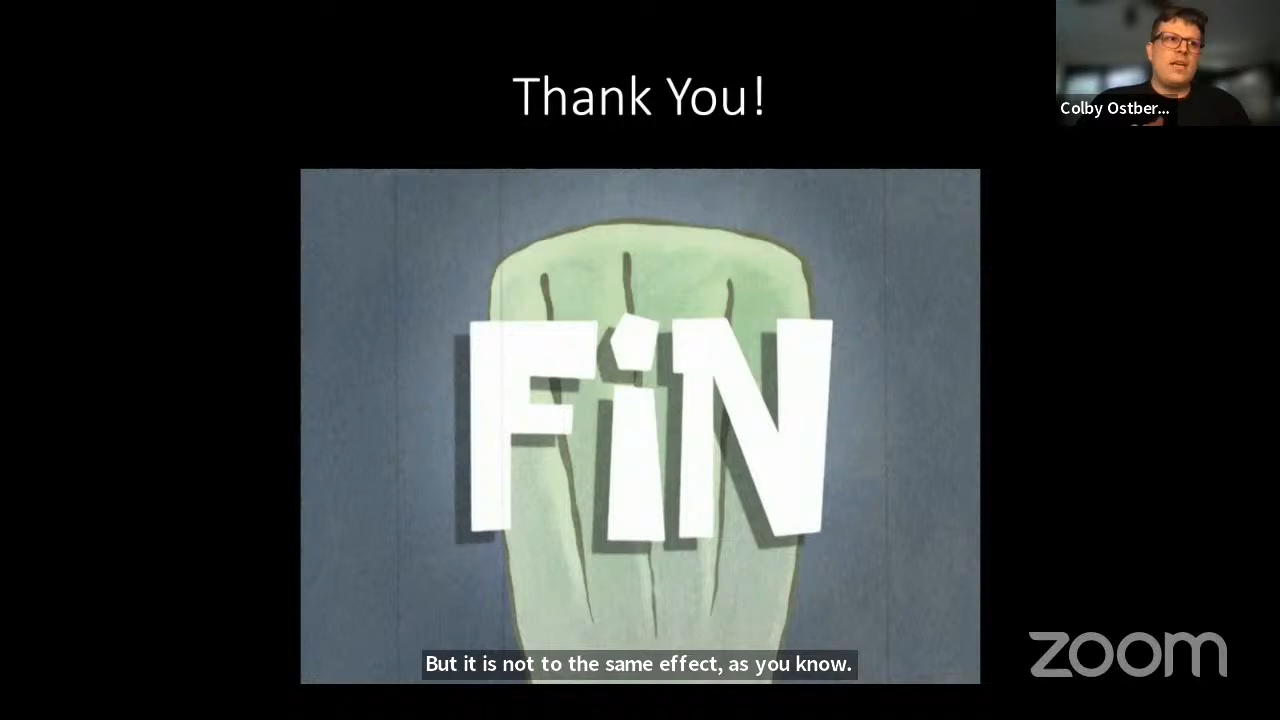 Thank You!
Colby Ostber...
FiN
But it is not to the same effect, as you know.
zoom